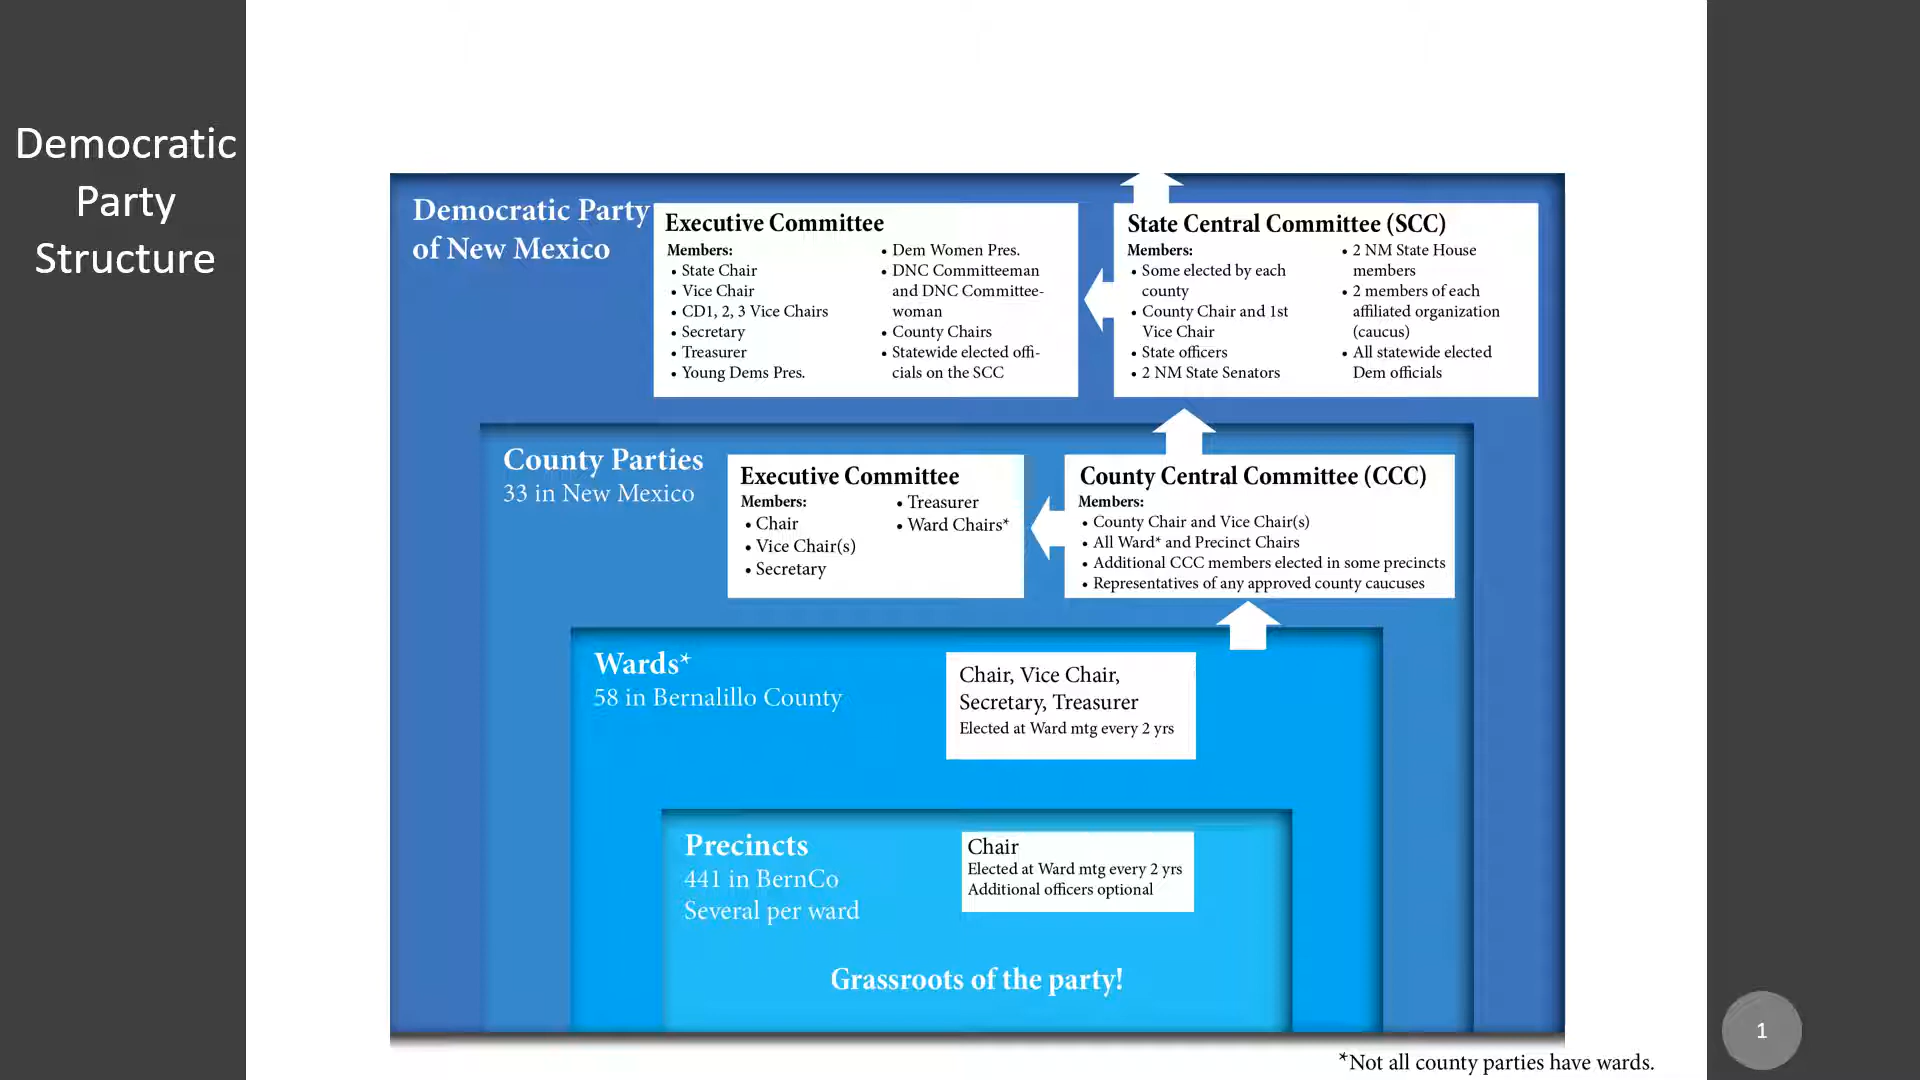 Democratic
Party
Structure
Democratic Party
of New Mexico
Executive Committee
Members:
• State Chair
• Vice Chair
• CD1, 2, 3 Vice Chairs
• Secretary
• Treasurer
• Young Dems Pres.
• Dem Women Pres.
• DNC Committeeman
and DNC Committee-
woman
• County Chairs
• Statewide elected offi-
cials on the SCC
State Central Committee (SCC)
Members:
• Some elected by each
county
• County Chair and 1st
Vice Chair
• State officers
• 2 NM State Senators
• 2 NM State House
members
• 2 members of each
affiliated organization
(caucus)
• All statewide elected
Dem officials
County Parties
33 in New Mexico
Executive Committee
Members:
• Chair
• Vice Chair(s)
• Secretary
• Treasurer
• Ward Chairs*
County Central Committee (CCC)
Members:
• County Chair and Vice Chair(s)
• All Ward* and Precinct Chairs
• Additional CCC members elected in some precincts
• Representatives of any approved county caucuses
Wards*
58 in Bernalillo County
Chair, Vice Chair,
Secretary, Treasurer
Elected at Ward mtg every 2 yrs
Precincts
441 in BernCo
Several per ward
Chair
Elected at Ward mtg every 2 yrs
Additional officers optional
Grassroots of the party!
*Not all county parties have wards.
1